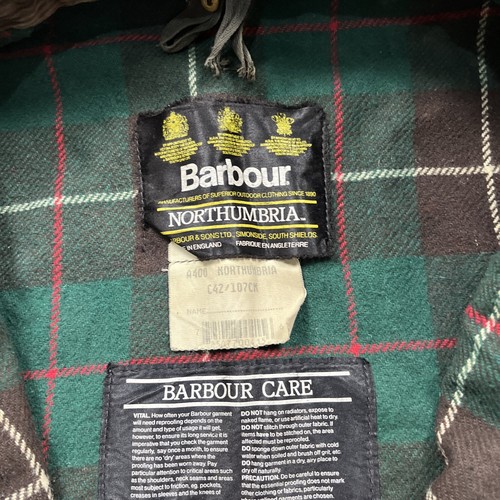 Barbour
MANUFACTURERS OF SUPERIOR OUTDOOR CLOTHING SINCE 1890
NORTHUMBRIA™
RBOUR & SONS LTD., SIMONSIDE, SOUTH SHIELDS,
IN ENGLAND FABRIQUE EN ANGLETERRE
A400 NORTHUMBRIA
C42/107CM
BARBOUR CARE
VITAL. How often your Barbour garment
will need reproofing depends on the
amount and type of usage it will get,
however, to ensure its long service it is
imperative that you check the garment
regularly, say once a month, to ensure
there are no 'dry' areas where the
proofing has been worn away. Pay
particular attention to critical areas such
as the shoulders, neck seams and areas
most subject to friction, eg, pockets,
creases in sleeves and the knees of
DO NOT hang on radiators, expose to
naked flame, or use artificial heat to dry.
DO NOT stitch through outer fabric. If
items have to be stitched on, the area
affected must be reproofed.
DO sponge down outer fabric with cold
water when soiled and brush off grit, etc.
DO hang garment in a dry, airy place to
dry off naturally.
PRECAUTION. Do be careful to ensure
that the essential proofing does not mark
other clothing or fabrics, particularly